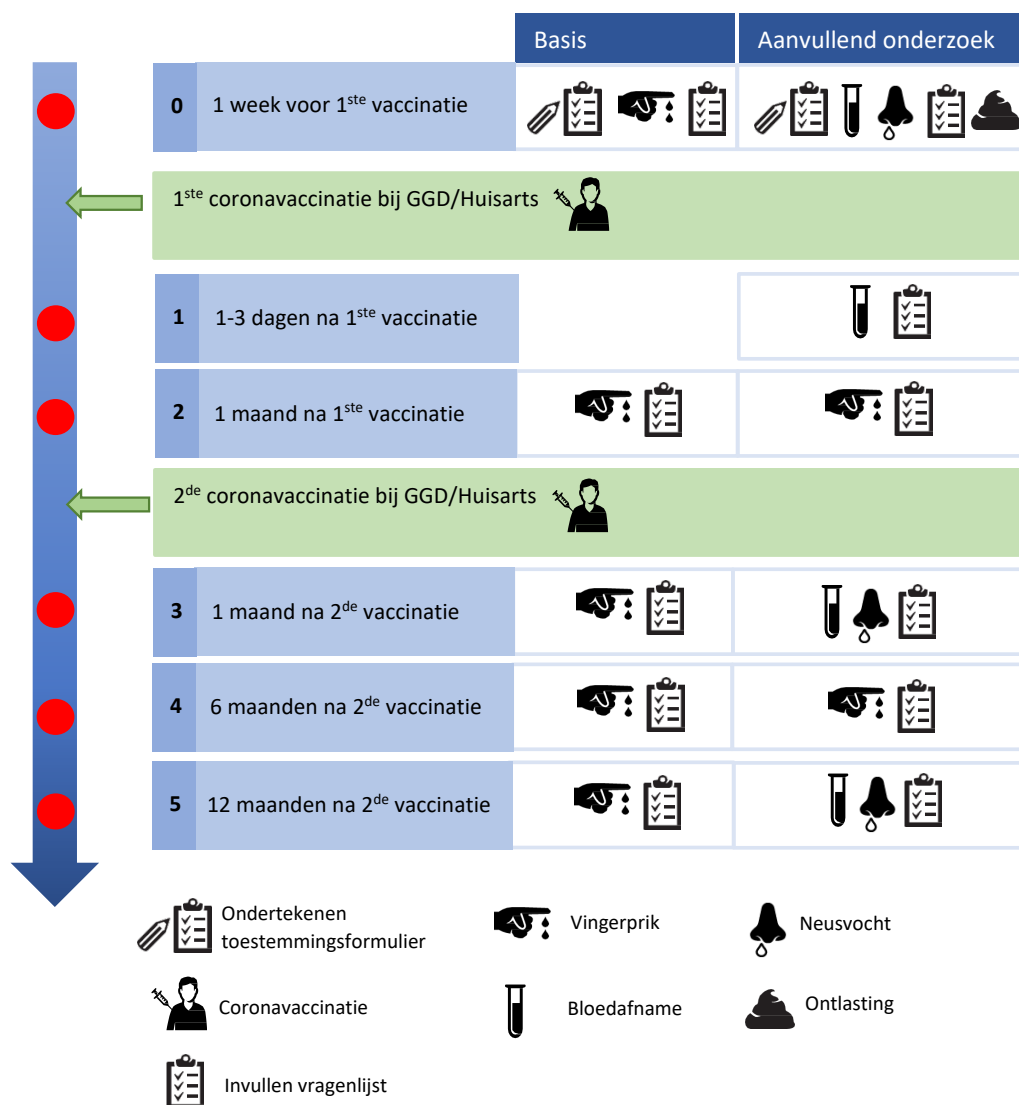 Basis
Aanvullend onderzoek
0
1 week voor 1ste vaccinatie
1ste coronavaccinatie bij GGD/Huisarts
1
1-3 dagen na 1ste vaccinatie
2
1 maand na 1ste vaccinatie
2de coronavaccinatie bij GGD/Huisarts
3
1 maand na 2de vaccinatie
4
6 maanden na 2de vaccinatie
5
12 maanden na 2de vaccinatie
Ondertekenen
toestemmingsformulier
Vingerprik
Neusvocht
Coronavaccinatie
Bloedafname
Ontlasting
Invullen vragenlijst